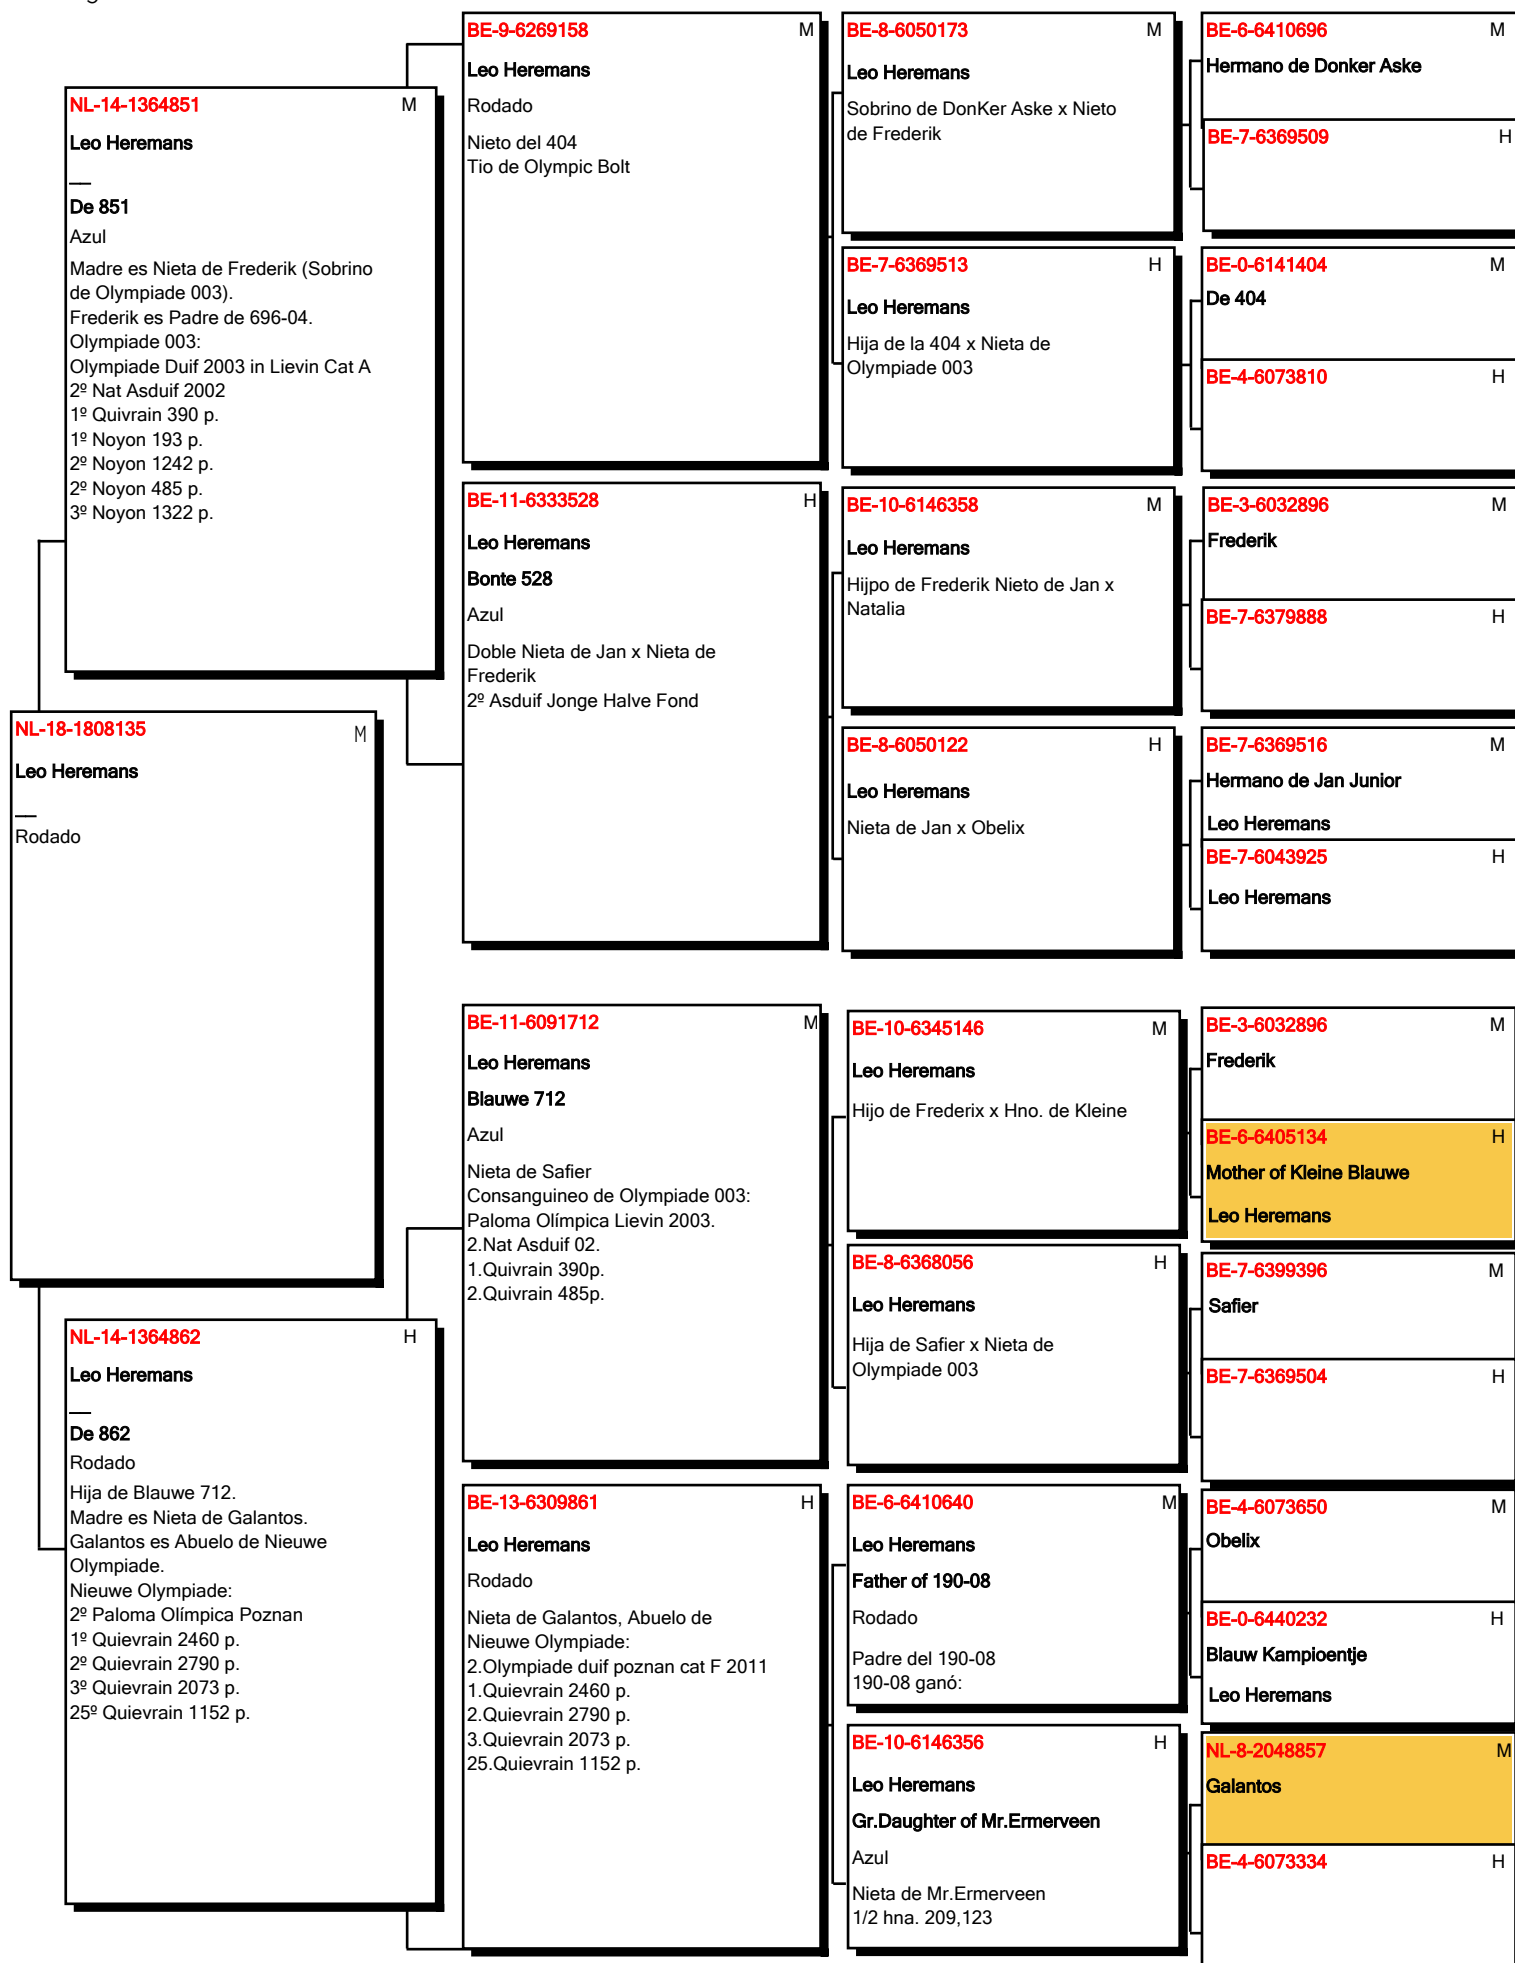 NL-18-1808135 M
Leo Heremans
__
Rodado
NL-14-1364851 M
Leo Heremans
__
De 851
Azul
Madre es Nieta de Frederik (Sobrino
de Olympiade 003).
Frederik es Padre de 696-04.
Olympiade 003:
Olympiade Duif 2003 in Lievin Cat A
2º Nat Asduif 2002
1º Quivrain 390 p.
1º Noyon 193 p.
2º Noyon 1242 p.
2º Noyon 485 p.
3º Noyon 1322 p.
NL-14-1364862 H
Leo Heremans
__
De 862
Rodado
Hija de Blauwe 712.
Madre es Nieta de Galantos.
Galantos es Abuelo de Nieuwe
Olympiade.
Nieuwe Olympiade:
2º Paloma Olímpica Poznan
1º Quievrain 2460 p.
2º Quievrain 2790 p.
3º Quievrain 2073 p.
25º Quievrain 1152 p.
BE-9-6269158 M
Leo Heremans
Rodado
Nieto del 404
Tio de Olympic Bolt
BE-11-6333528 H
Leo Heremans
Bonte 528
Azul
Doble Nieta de Jan x Nieta de
Frederik
2º Asduif Jonge Halve Fond
BE-11-6091712 M
Leo Heremans
Blauwe 712
Azul
Nieta de Safier
Consanguineo de Olympiade 003:
Paloma Olímpica Lievin 2003.
2.Nat Asduif 02.
1.Quivrain 390p.
2.Quivrain 485p.
BE-13-6309861 H
Leo Heremans
Rodado
Nieta de Galantos, Abuelo de
Nieuwe Olympiade:
2.Olympiade duif poznan cat F 2011
1.Quievrain 2460 p.
2.Quievrain 2790 p.
3.Quievrain 2073 p.
25.Quievrain 1152 p.
BE-8-6050173 M
Leo Heremans
Sobrino de DonKer Aske x Nieto
de Frederik
BE-7-6369513 H
Leo Heremans
Hija de la 404 x Nieta de
Olympiade 003
BE-10-6146358 M
Leo Heremans
Hijpo de Frederik Nieto de Jan x
Natalia
BE-8-6050122 H
Leo Heremans
Nieta de Jan x Obelix
BE-10-6345146 M
Leo Heremans
Hijo de Frederix x Hno. de Kleine
BE-8-6368056 H
Leo Heremans
Hija de Safier x Nieta de
Olympiade 003
BE-6-6410640 M
Leo Heremans
Father of 190-08
Rodado
Padre del 190-08
190-08 ganó:
BE-10-6146356 H
Leo Heremans
Gr.Daughter of Mr.Ermerveen
Azul
Nieta de Mr.Ermerveen
1/2 hna. 209,123
BE-6-6410696 M
Hermano de Donker Aske
BE-7-6369509 H
BE-0-6141404 M
De 404
BE-4-6073810 H
BE-3-6032896 M
Frederik
BE-7-6379888 H
BE-7-6369516 M
Hermano de Jan Junior
Leo Heremans
BE-7-6043925 H
Leo Heremans
BE-3-6032896 M
Frederik
BE-6-6405134 H
Mother of Kleine Blauwe
Leo Heremans
BE-7-6399396 M
Safier
BE-7-6369504 H
BE-4-6073650 M
Obelix
BE-0-6440232 H
Blauw Kampioentje
Leo Heremans
NL-8-2048857 M
Galantos
BE-4-6073334 H